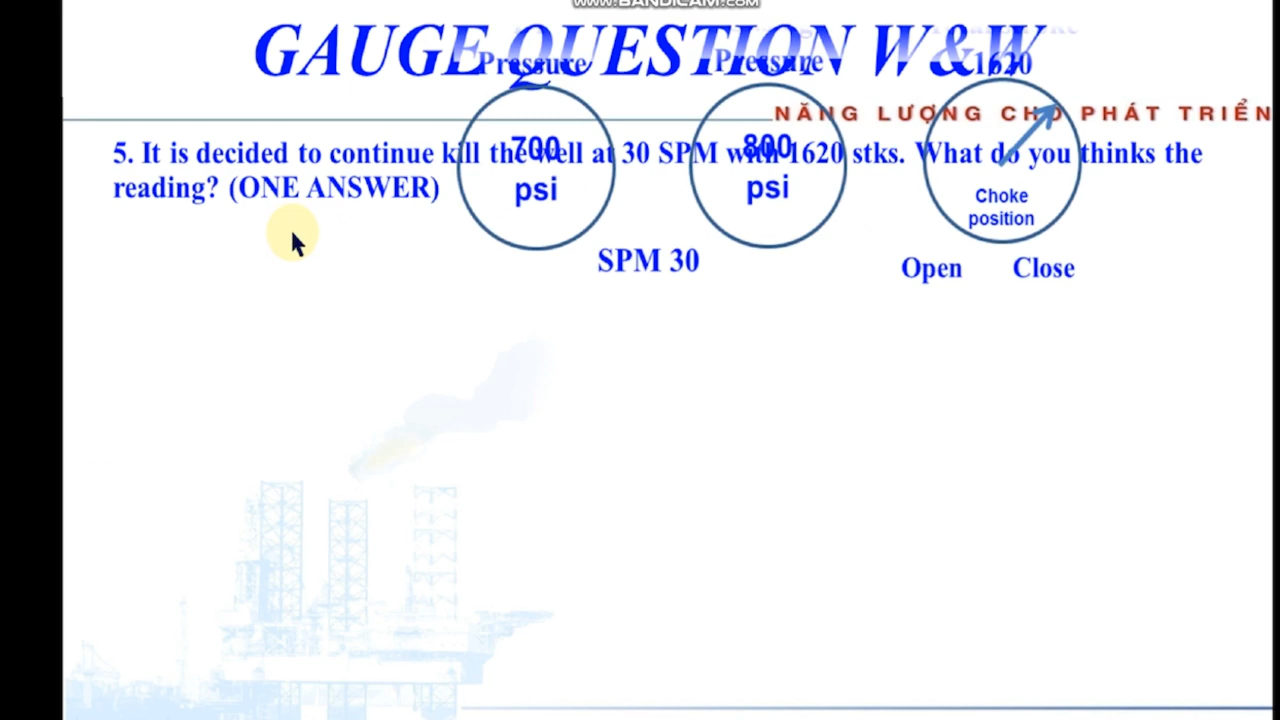 www.BANDICAM.com
GAUGE QUESTION W&W
Pressure
Pressure
1620
NĂNG LƯỢNG CHO PHÁT TRIỂN
5. It is decided to continue kill the well at 30 SPM with 1620 stks. What do you thinks the
reading? (ONE ANSWER)
700
psi
800
psi
Choke
position
SPM 30
Open Close